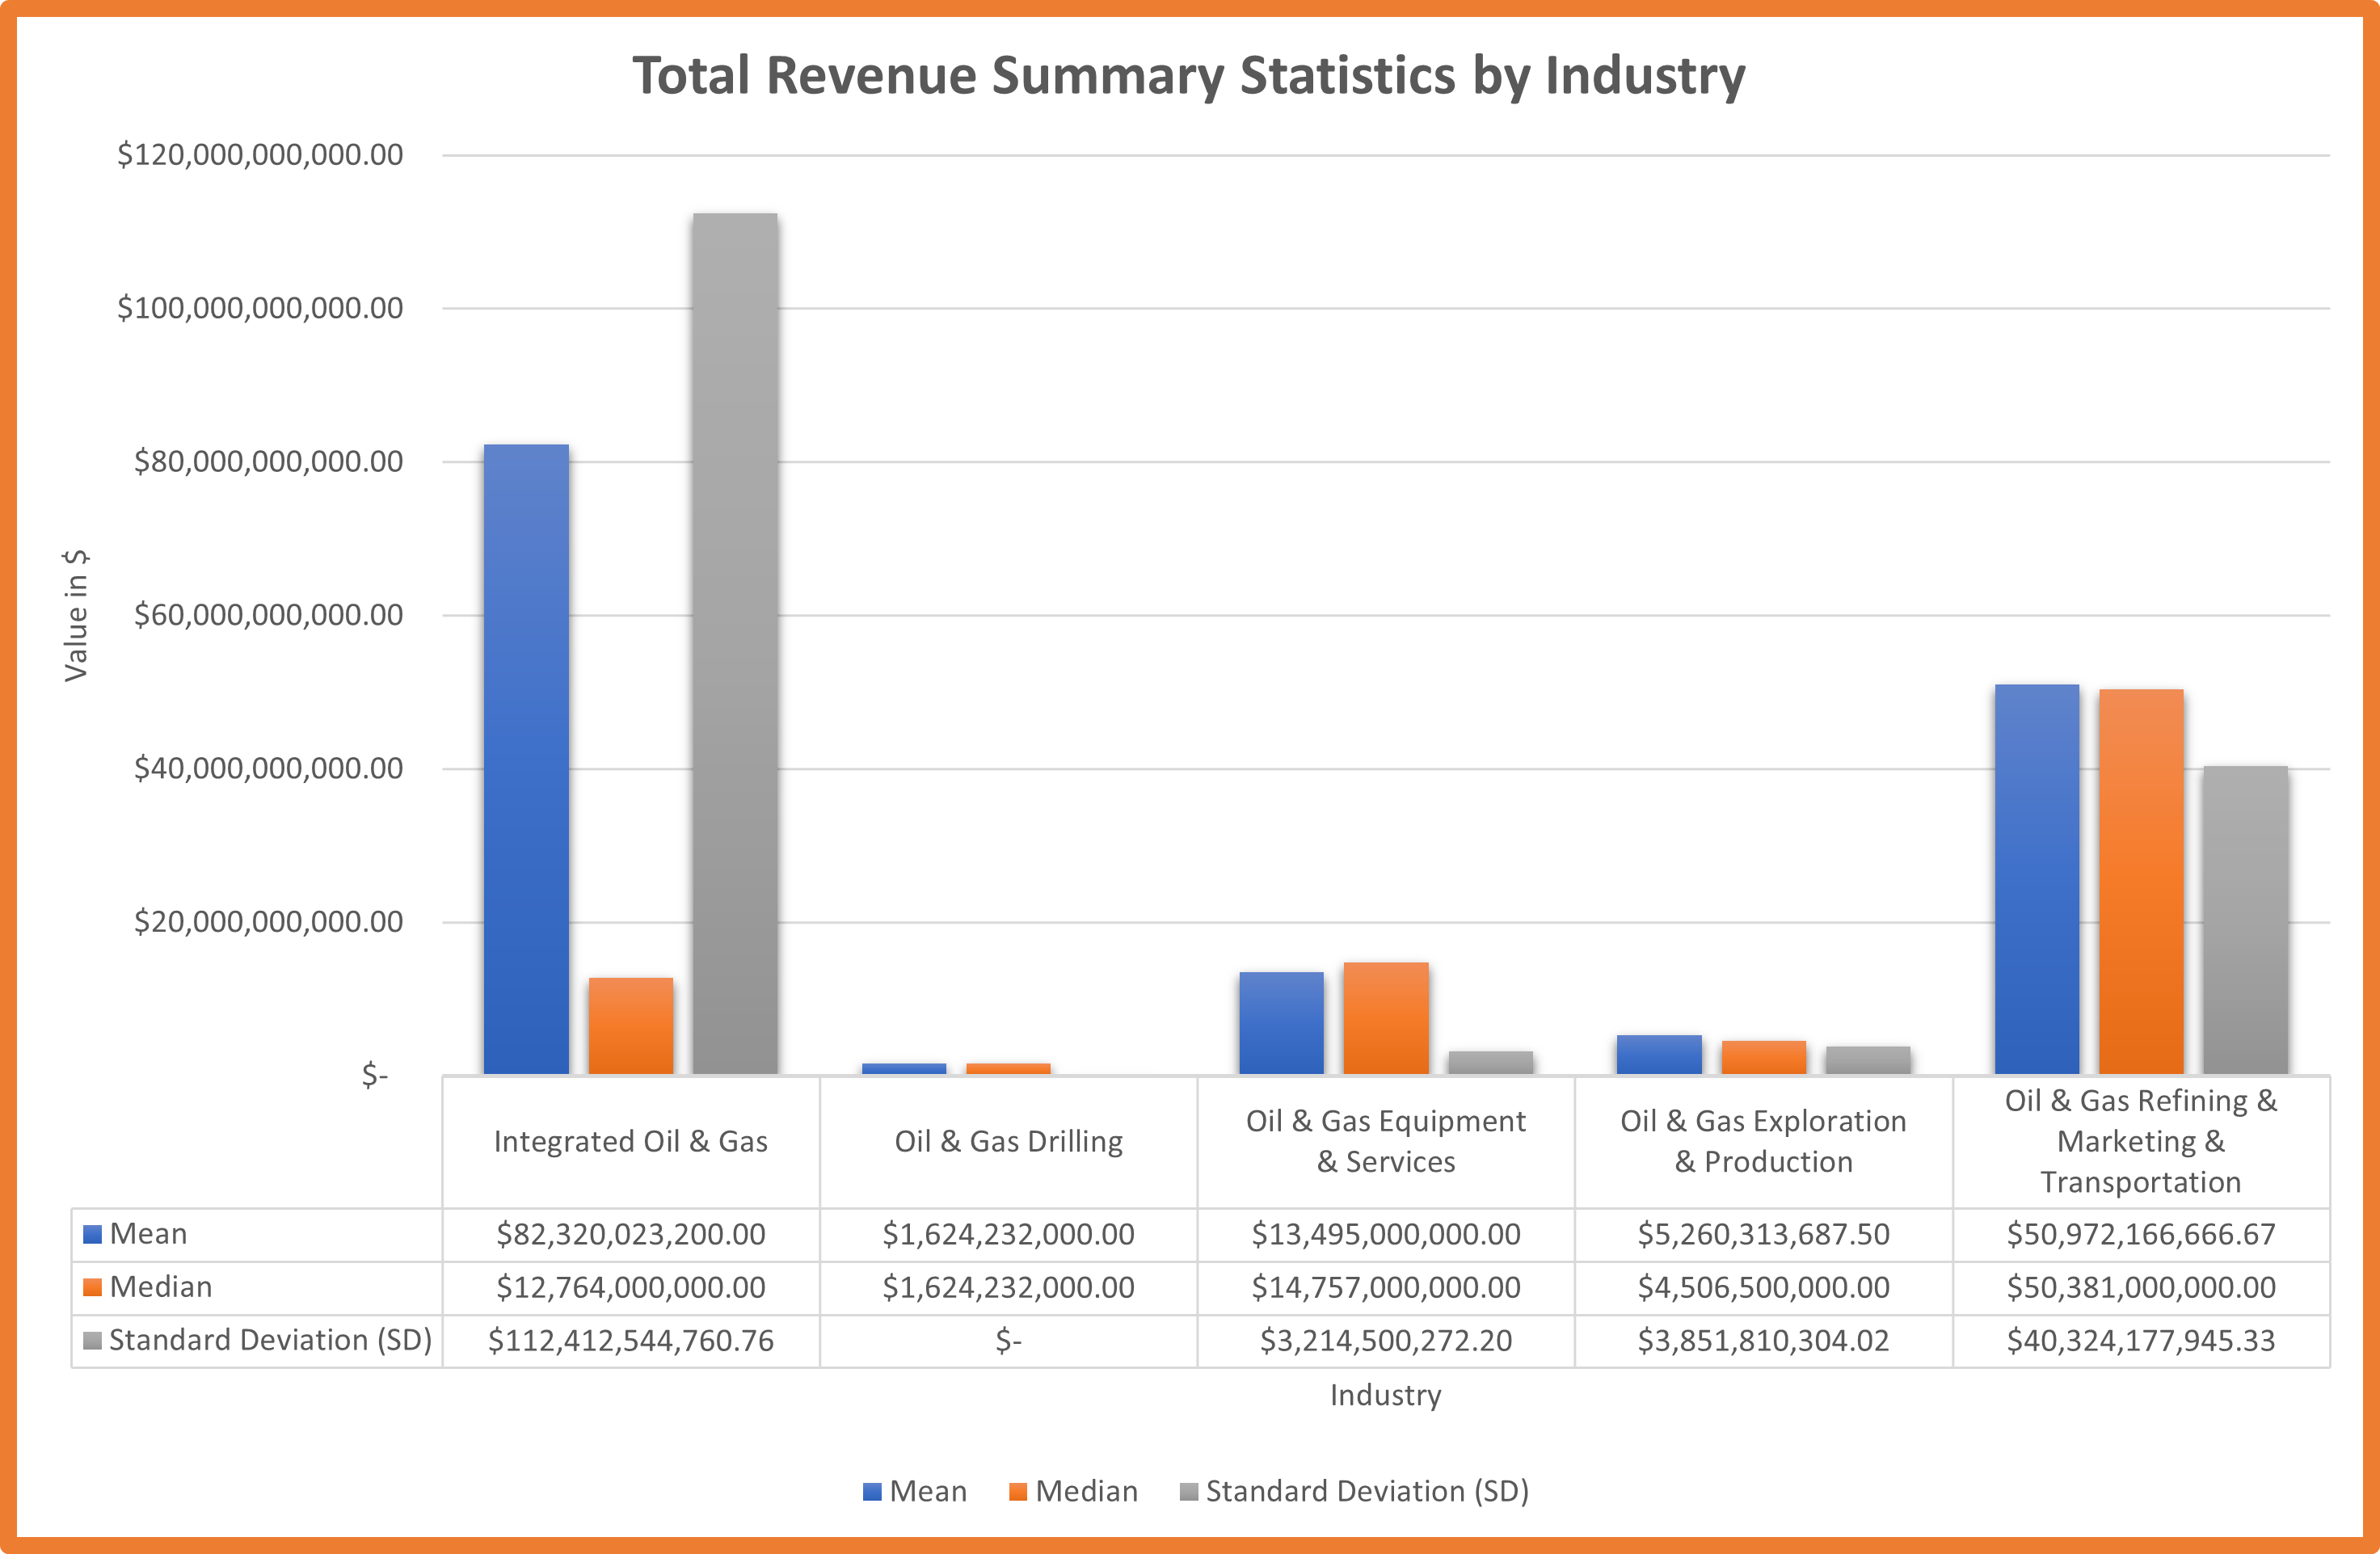 Total Revenue Summary Statistics by Industry
$120,000,000,000.00
$100,000,000,000.00
$80,000,000,000.00
$60,000,000,000.00
$40,000,000,000.00
$20,000,000,000.00
$-
Value in $
Integrated Oil & Gas
Oil & Gas Drilling
Oil & Gas Equipment
& Services
Oil & Gas Exploration
& Production
Oil & Gas Refining &
Marketing &
Transportation
Mean $82,320,023,200.00 $1,624,232,000.00 $13,495,000,000.00 $5,260,313,687.50 $50,972,166,666.67
Median $12,764,000,000.00 $1,624,232,000.00 $14,757,000,000.00 $4,506,500,000.00 $50,381,000,000.00
Standard Deviation (SD) $112,412,544,760.76 $- $3,214,500,272.20 $3,851,810,304.02 $40,324,177,945.33
Industry
Mean Median Standard Deviation (SD)